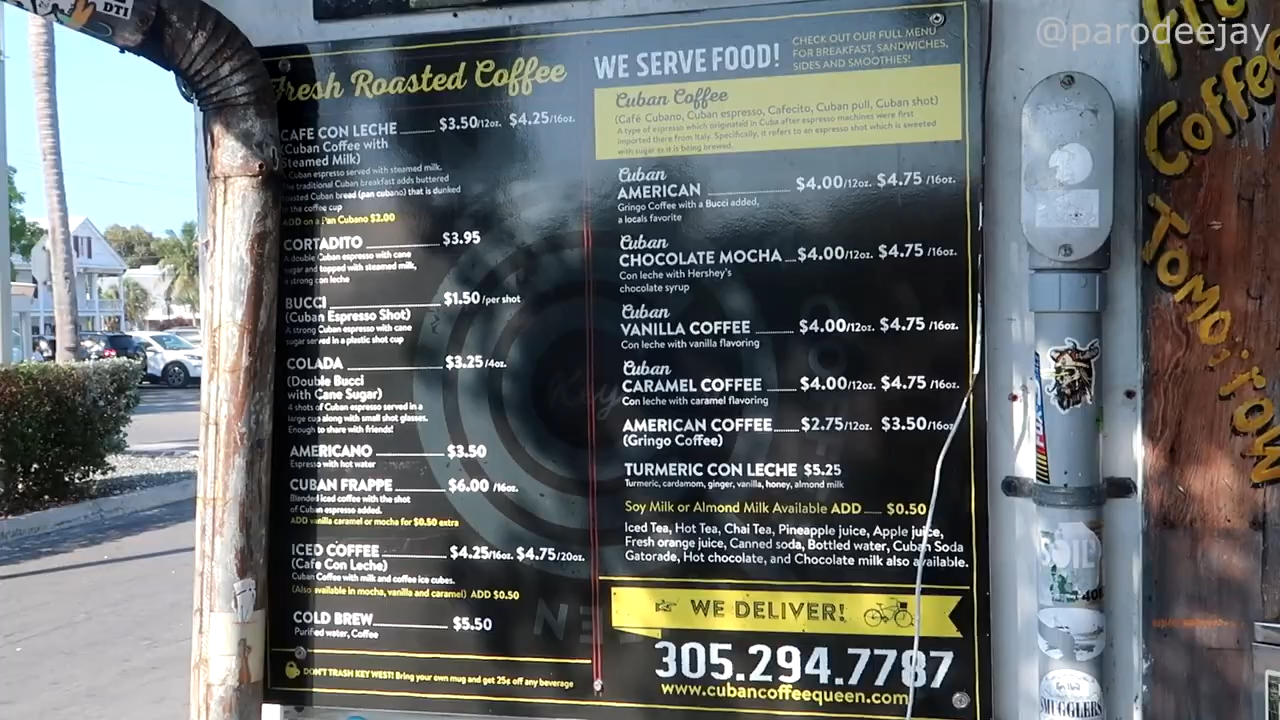 @parodeejay
DTI
Fresh Roasted Coffee
CAFE CON LECHE $3.50/12oz. $4.25/16oz.
(Cuban Coffee with
Steamed Milk)
A Cuban espresso served with steamed milk.
The traditional Cuban breakfast adds buttered
toasted Cuban bread (pan cubano) that is dunked
in the coffee cup
ADD on a Pan Cubano $2.00
CORTADITO $3.95
A double Cuban espresso with cane
sugar and topped with steamed milk,
a strong con leche
BUCCI $1.50/per shot
(Cuban Espresso Shot)
A strong Cuban espresso with cane
sugar served in a plastic shot cup
COLADA $3.25/4oz.
(Double Bucci
with Cane Sugar)
4 shots of Cuban espresso served in a
large cup along with small shot glasses.
Enough to share with friends!
AMERICANO $3.50
Espresso with hot water
CUBAN FRAPPE $6.00/16oz.
Blended iced coffee with the shot
of Cuban espresso added.
ADD vanilla caramel or mocha for $0.50 extra
ICED COFFEE $4.25/16oz. $4.75/20oz.
(Cafe Con Leche)
Cuban Coffee with milk and coffee ice cubes.
(Also available in mocha, vanilla and caramel) ADD $0.50
COLD BREW $5.50
Purified water, Coffee
DON'T TRASH KEY WEST! Bring your own mug and get 25¢ off any beverage
WE SERVE FOOD!
CHECK OUT OUR FULL MENU
FOR BREAKFAST, SANDWICHES,
SIDES AND SMOOTHIES!
Cuban Coffee
(Café Cubano, Cuban espresso, Cafecito, Cuban pull, Cuban shot)
A type of espresso which originated in Cuba after espresso machines were first
imported there from Italy. Specifically, it refers to an espresso shot which is sweetened
with sugar as it is being brewed.
Cuban
AMERICAN $4.00/12oz. $4.75/16oz.
Gringo Coffee with a Bucci added,
a locals favorite
Cuban
CHOCOLATE MOCHA $4.00/12oz. $4.75/16oz.
Con leche with Hershey's
chocolate syrup
Cuban
VANILLA COFFEE $4.00/12oz. $4.75/16oz.
Con leche with vanilla flavoring
Cuban
CARAMEL COFFEE $4.00/12oz. $4.75/16oz.
Con leche with caramel flavoring
AMERICAN COFFEE $2.75/12oz. $3.50/16oz
(Gringo Coffee)
TURMERIC CON LECHE $5.25
Turmeric, cardamom, ginger, vanilla, honey, almond milk
Soy Milk or Almond Milk Available ADD $0.50
Iced Tea, Hot Tea, Chai Tea, Pineapple juice, Apple juice,
Fresh orange juice, Canned soda, Bottled water, Cuban Soda
Gatorade, Hot chocolate, and Chocolate milk also available.
WE DELIVER!
305.294.7787
www.cubancoffeequeen.com
Coffee
Tomorrow
SOIL
SMUGGLERS